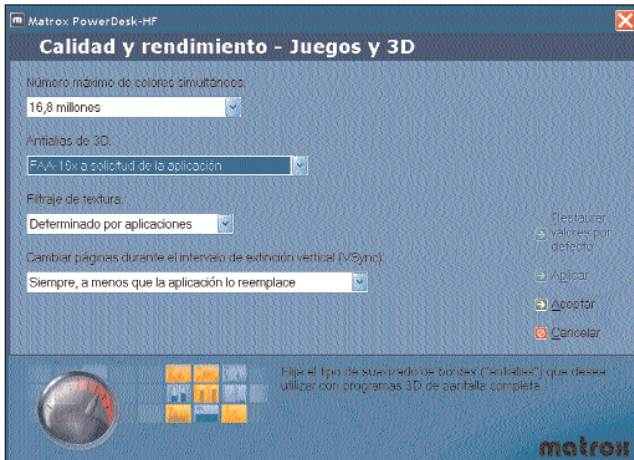 Matrox PowerDesk-HF
Calidad y rendimiento - Juegos y 3D
Número máximo de colores simultáneos:
16,8 millones
Antialias de 3D:
FAA-16x a solicitud de la aplicación
Filtraje de textura:
Determinado por aplicaciones
Cambiar páginas durante el intervalo de extinción vertical (VSync):
Siempre, a menos que la aplicación lo reemplace
Restaurar
valores por
defecto
Aplicar
Aceptar
Cancelar
Elija el tipo de suavizado de bordes ("antialias") que desea
utilizar con programas 3D de pantalla completa.
matrox